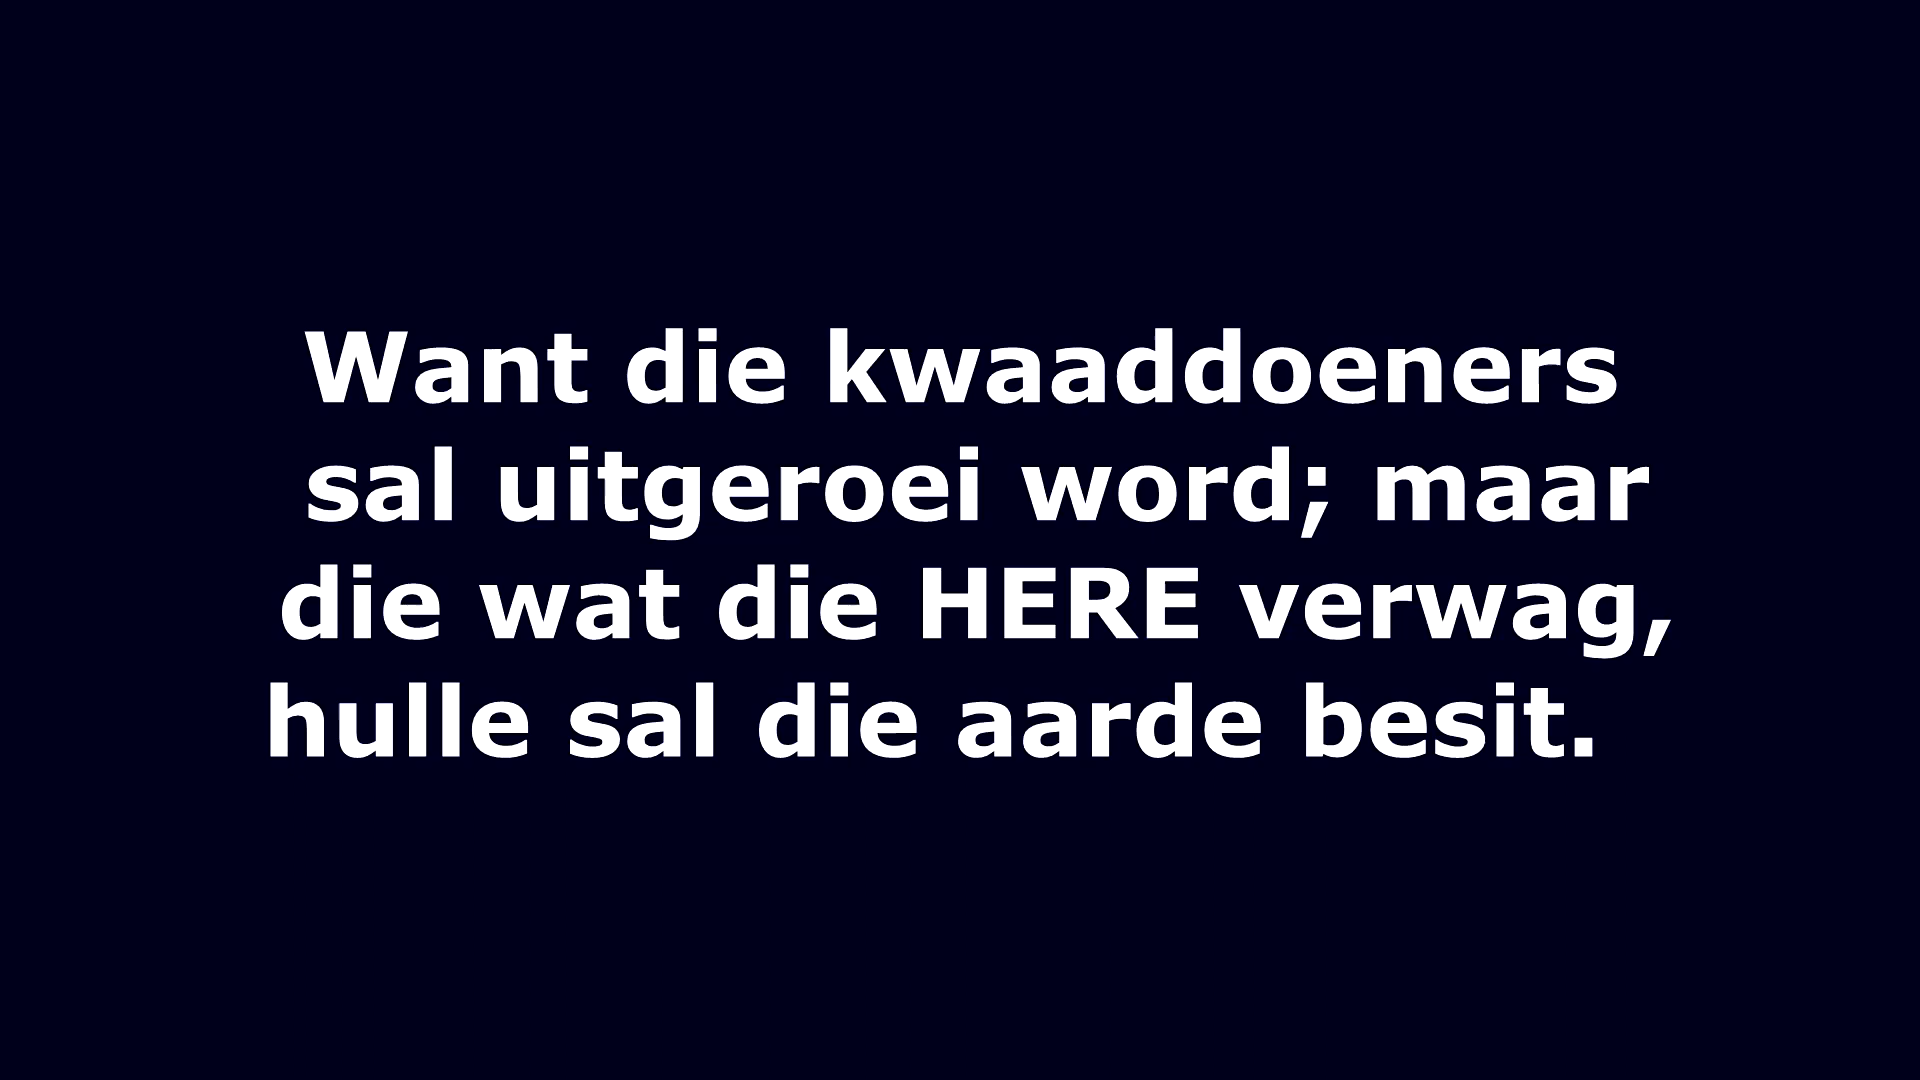 Want die kwaaddoeners
sal uitgeroei word; maar
die wat die HERE verwag,
hulle sal die aarde besit.